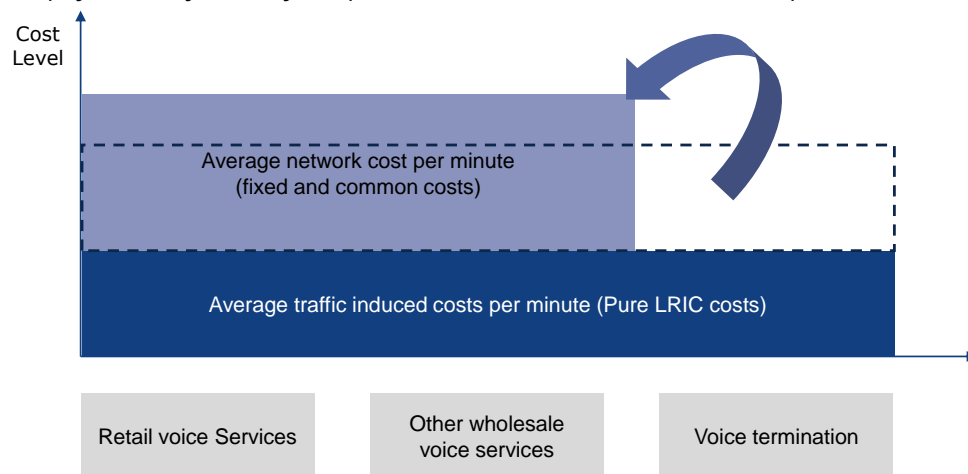 Cost
Level
Average network cost per minute
(fixed and common costs)
Average traffic induced costs per minute (Pure LRIC costs)
Retail voice Services
Other wholesale
voice services
Voice termination